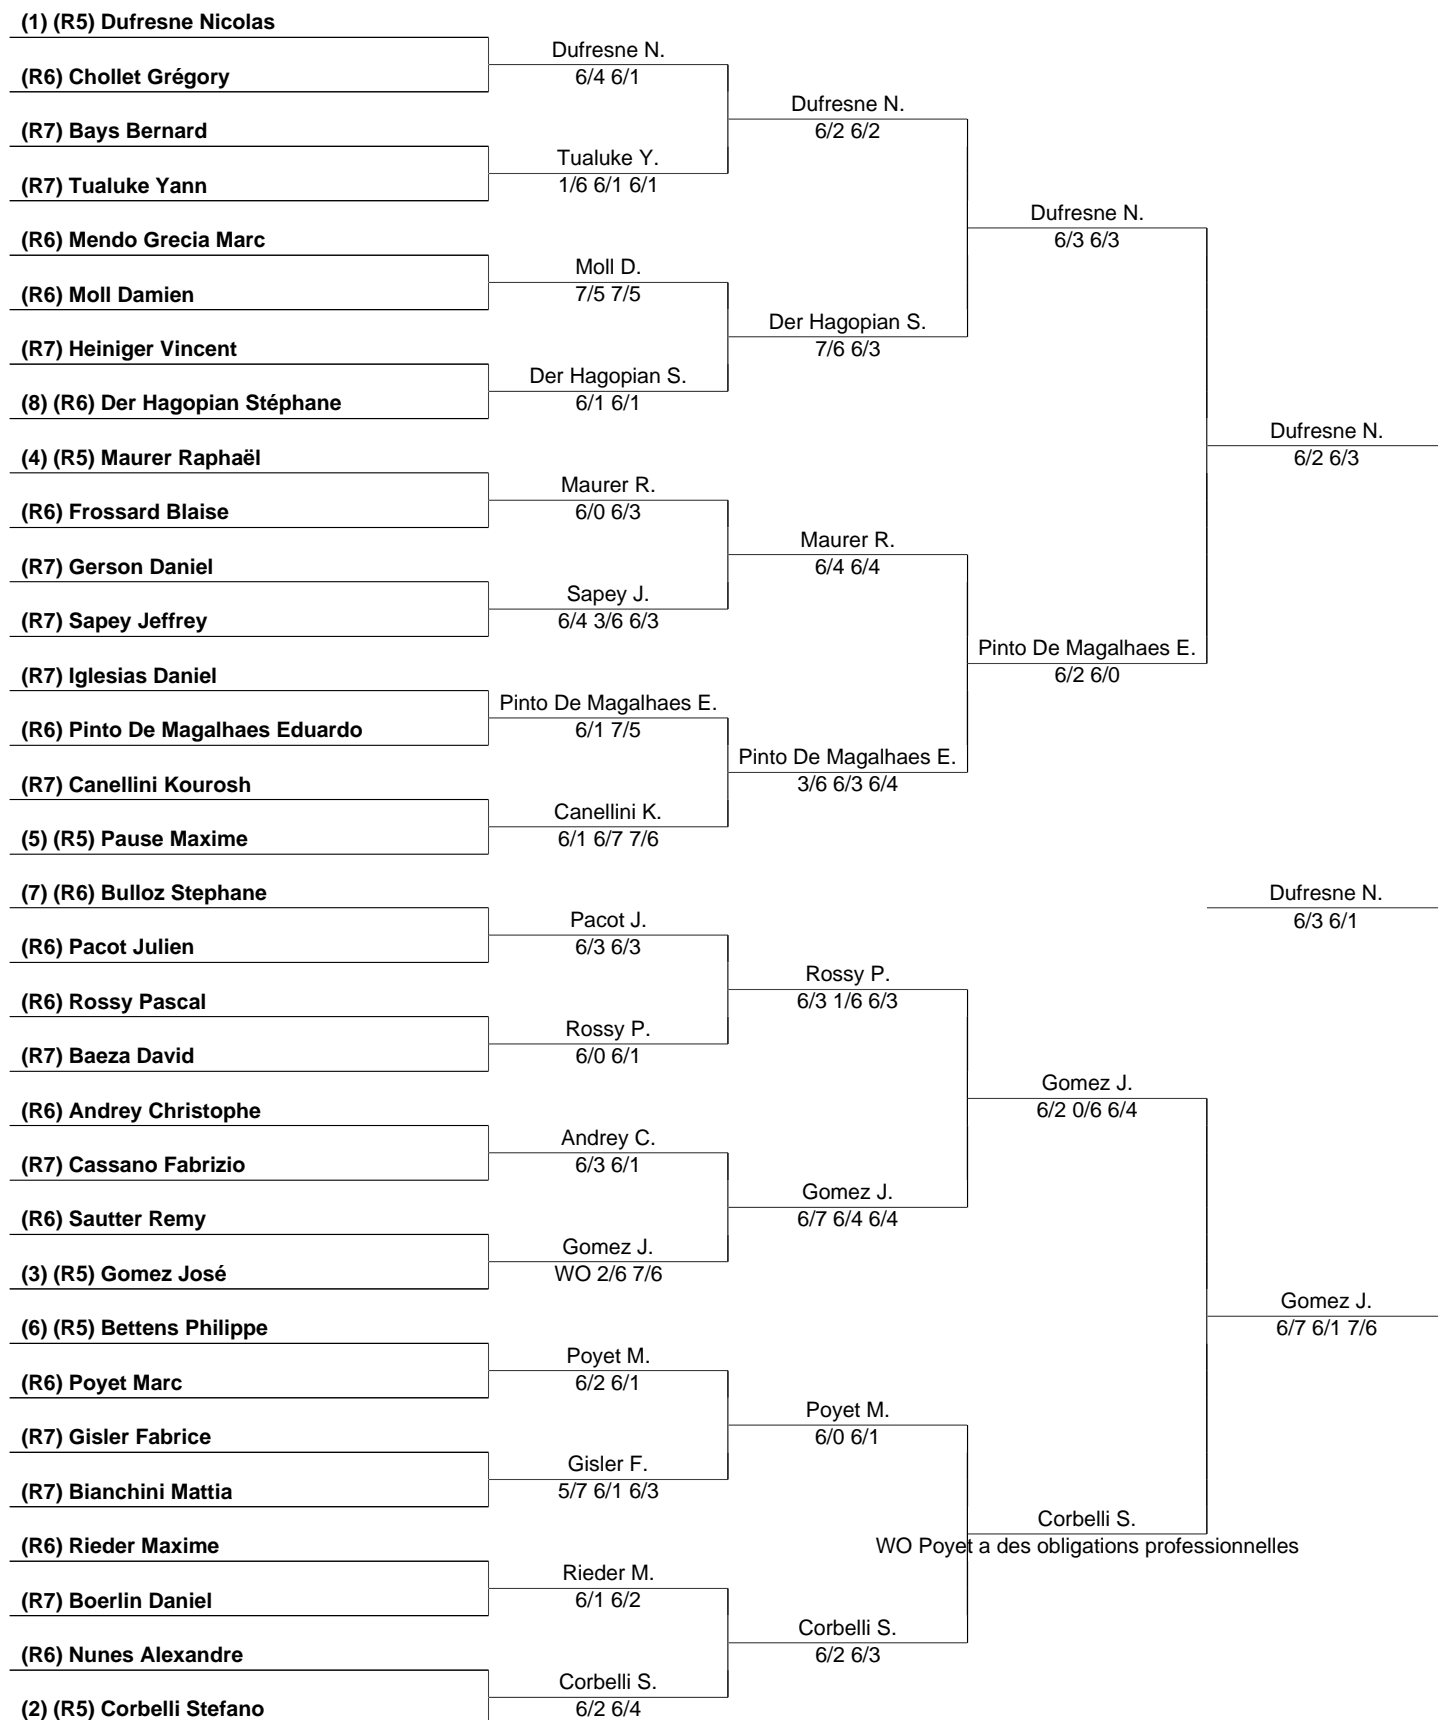 (1) (R5) Dufresne Nicolas
(R6) Chollet Grégory
(R7) Bays Bernard
(R7) Tualuke Yann
(R6) Mendo Grecia Marc
(R6) Moll Damien
(R7) Heiniger Vincent
(8) (R6) Der Hagopian Stéphane
(4) (R5) Maurer Raphaël
(R6) Frossard Blaise
(R7) Gerson Daniel
(R7) Sapey Jeffrey
(R7) Iglesias Daniel
(R6) Pinto De Magalhaes Eduardo
(R7) Canellini Kourosh
(5) (R5) Pause Maxime
(7) (R6) Bulloz Stephane
(R6) Pacot Julien
(R6) Rossy Pascal
(R7) Baeza David
(R6) Andrey Christophe
(R7) Cassano Fabrizio
(R6) Sautter Remy
(3) (R5) Gomez José
(6) (R5) Bettens Philippe
(R6) Poyet Marc
(R7) Gisler Fabrice
(R7) Bianchini Mattia
(R6) Rieder Maxime
(R7) Boerlin Daniel
(R6) Nunes Alexandre
(2) (R5) Corbelli Stefano
Dufresne N.
6/4 6/1
Tualuke Y.
1/6 6/1 6/1
Moll D.
7/5 7/5
Der Hagopian S.
6/1 6/1
Maurer R.
6/0 6/3
Sapey J.
6/4 3/6 6/3
Pinto De Magalhaes E.
6/1 7/5
Canellini K.
6/1 6/7 7/6
Pacot J.
6/3 6/3
Rossy P.
6/0 6/1
Andrey C.
6/3 6/1
Gomez J.
WO 2/6 7/6
Poyet M.
6/2 6/1
Gisler F.
5/7 6/1 6/3
Rieder M.
6/1 6/2
Corbelli S.
6/2 6/4
Dufresne N.
6/2 6/2
Der Hagopian S.
7/6 6/3
Maurer R.
6/4 6/4
Pinto De Magalhaes E.
3/6 6/3 6/4
Rossy P.
6/3 1/6 6/3
Gomez J.
6/7 6/4 6/4
Poyet M.
6/0 6/1
Corbelli S.
6/2 6/3
Dufresne N.
6/3 6/3
Pinto De Magalhaes E.
6/2 6/0
Gomez J.
6/2 0/6 6/4
Corbelli S.
WO Poyet a des obligations professionnelles
Dufresne N.
6/2 6/3
Dufresne N.
6/3 6/1
Gomez J.
6/7 6/1 7/6